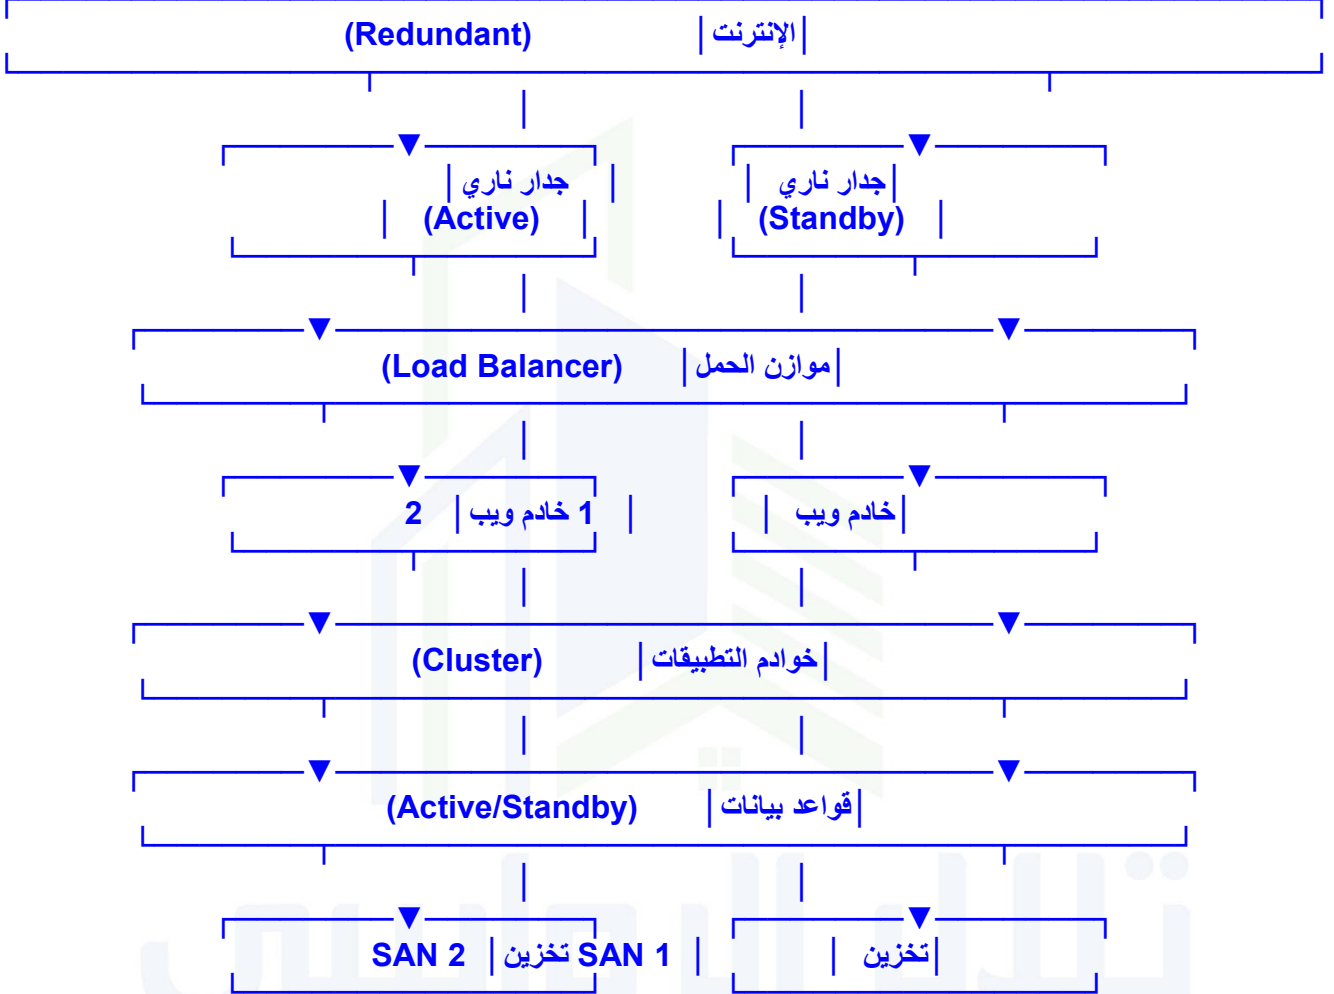 الإنترنت (Redundant)
جدار ناري جدار ناري
(Active) (Standby)
موازن الحمل (Load Balancer)
خادم ويب 1 خادم ويب 2
خوادم التطبيقات (Cluster)
قواعد بيانات (Active/Standby)
تخزين SAN 1 تخزين SAN 2